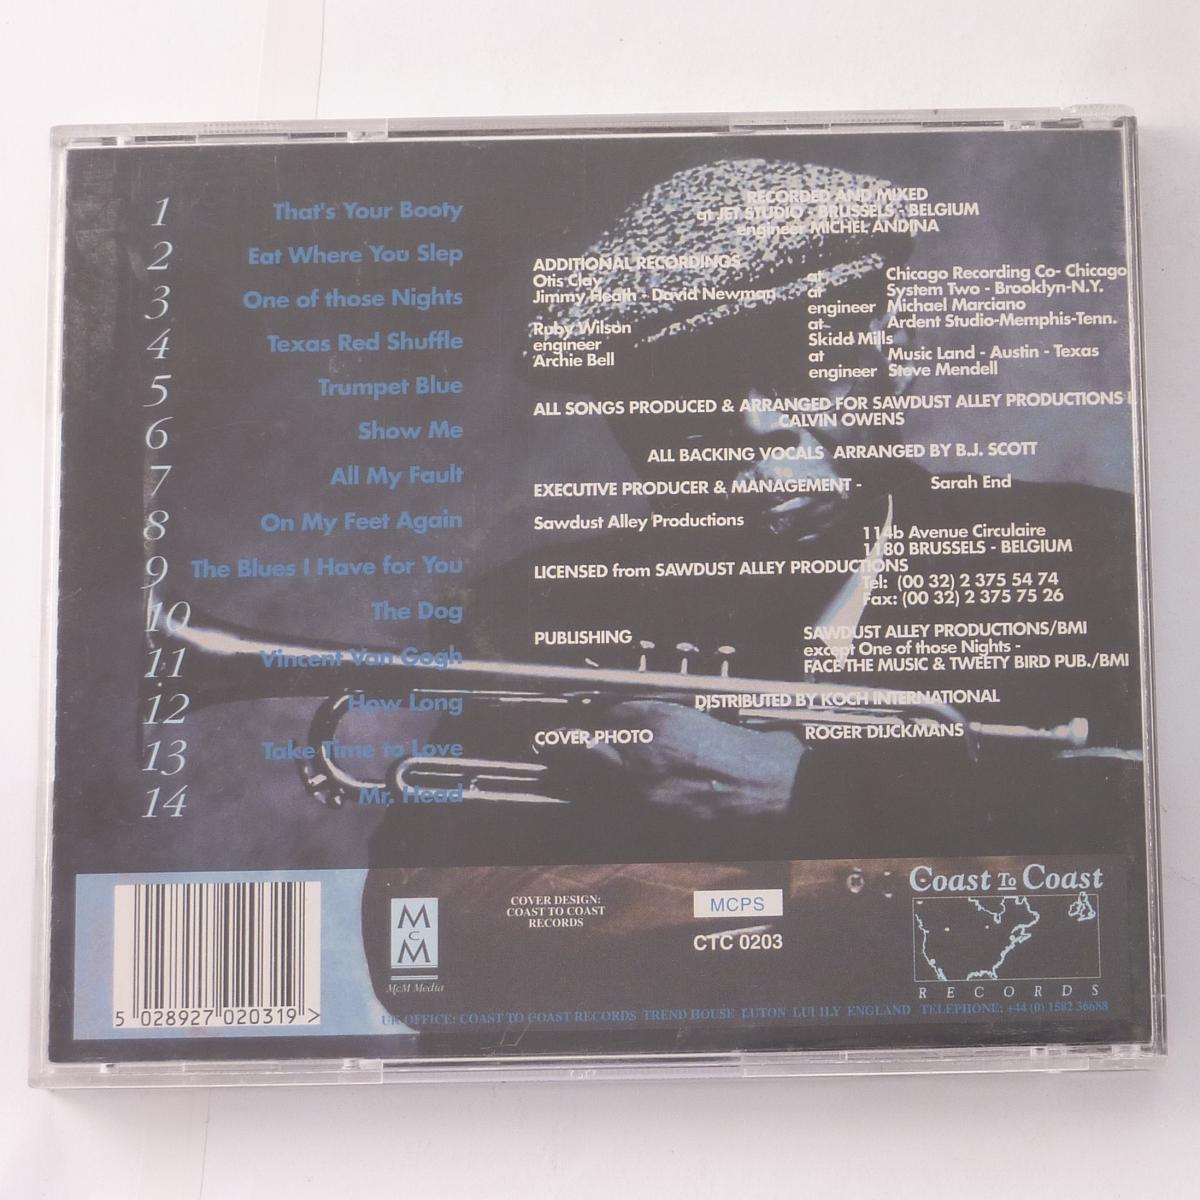 1 That's Your Booty
2 Eat Where You Slep
3 One of those Nights
4 Texas Red Shuffle
5 Trumpet Blue
6 Show Me
7 All My Fault
8 On My Feet Again
9 The Blues I Have for You
10 The Dog
11 Vincent Van Gogh
12 How Long
13 Take Time to Love
14 Mr. Head
RECORDED AND MIXED
at JET STUDIO - BRUSSELS - BELGIUM
engineer MICHEL ANDINA
ADDITIONAL RECORDINGS
Otis Clay at Chicago Recording Co- Chicago
Jimmy Heath - David Newman at System Two - Brooklyn-N.Y.
engineer Michael Marciano
Ruby Wilson at Ardent Studio-Memphis-Tenn.
engineer Skidd Mills
Archie Bell at Music Land - Austin - Texas
engineer Steve Mendell
ALL SONGS PRODUCED & ARRANGED FOR SAWDUST ALLEY PRODUCTIONS
CALVIN OWENS
ALL BACKING VOCALS ARRANGED BY B.J. SCOTT
EXECUTIVE PRODUCER & MANAGEMENT - Sarah End
Sawdust Alley Productions
114b Avenue Circulaire
1180 BRUSSELS - BELGIUM
LICENSED from SAWDUST ALLEY PRODUCTIONS
Tel: (00 32) 2 375 54 74
Fax: (00 32) 2 375 75 26
PUBLISHING SAWDUST ALLEY PRODUCTIONS/BMI
except One of those Nights -
FACE THE MUSIC & TWEETY BIRD PUB./BMI
DISTRIBUTED BY KOCH INTERNATIONAL
COVER PHOTO ROGER DIJCKMANS
5 028927 020319 >
McM
McM Media
COVER DESIGN:
COAST TO COAST
RECORDS
MCPS
CTC 0203
Coast To Coast
RECORDS
UK OFFICE: COAST TO COAST RECORDS TREND HOUSE LUTON LUI ILY ENGLAND TELEPHONE: +44 (0) 1582 36688